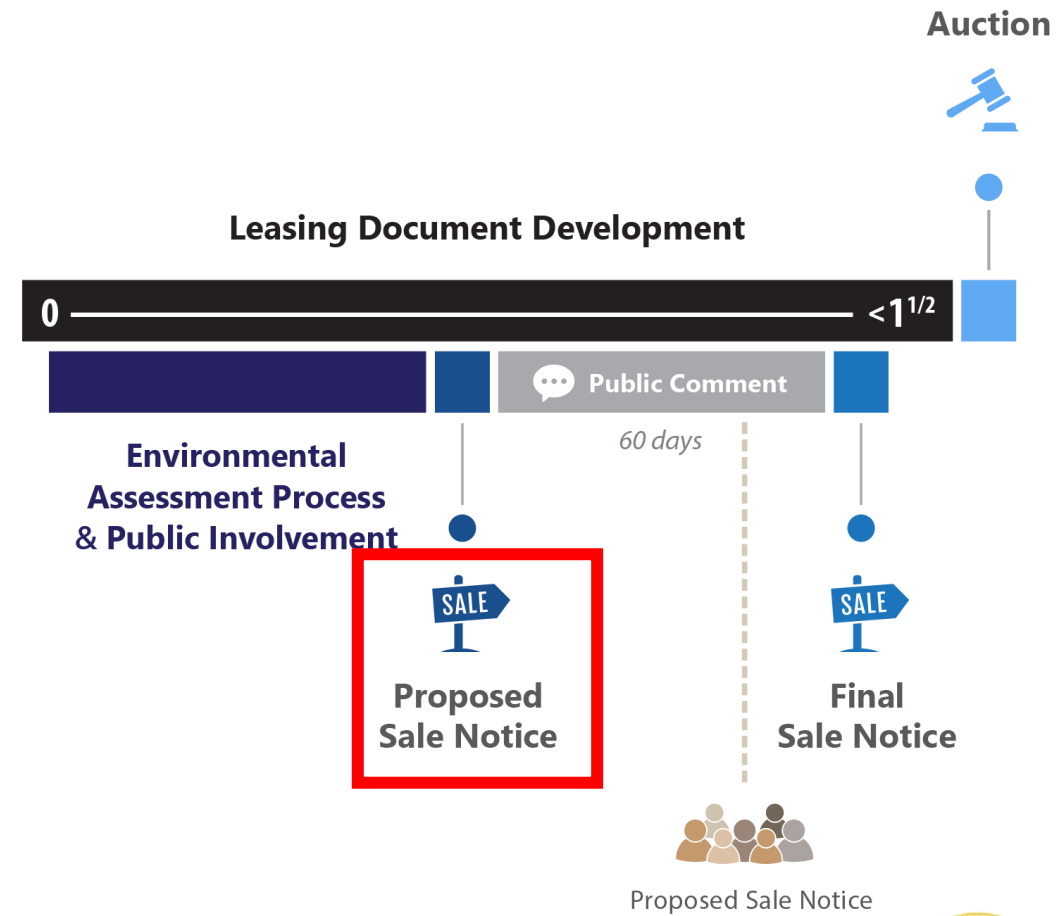 Auction
Leasing Document Development
0 <1 1/2
Public Comment
60 days
Environmental
Assessment Process
& Public Involvement
SALE
Proposed
Sale Notice
SALE
Final
Sale Notice
Proposed Sale Notice